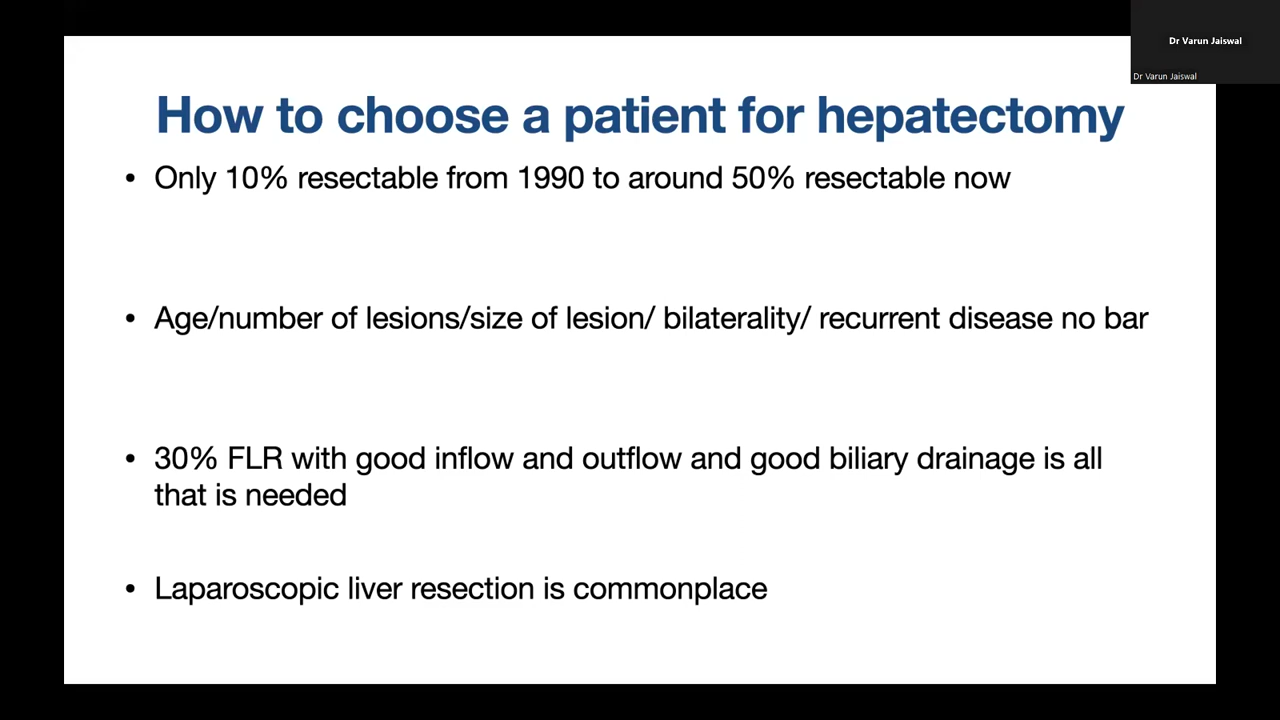 Dr Varun Jaiswal
Dr Varun Jaiswal
How to choose a patient for hepatectomy
• Only 10% resectable from 1990 to around 50% resectable now
• Age/number of lesions/size of lesion/ bilaterality/ recurrent disease no bar
• 30% FLR with good inflow and outflow and good biliary drainage is all
that is needed
• Laparoscopic liver resection is commonplace